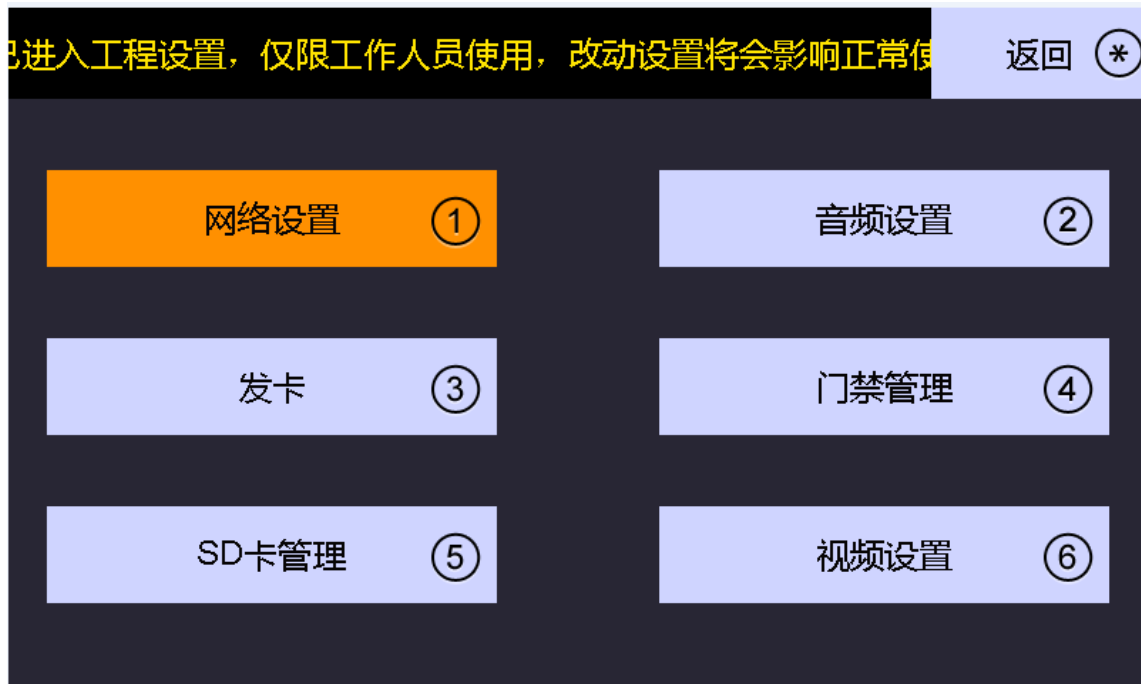 已进入工程设置，仅限工作人员使用，改动设置将会影响正常使
返回 *
网络设置 1
音频设置 2
发卡 3
门禁管理 4
SD卡管理 5
视频设置 6